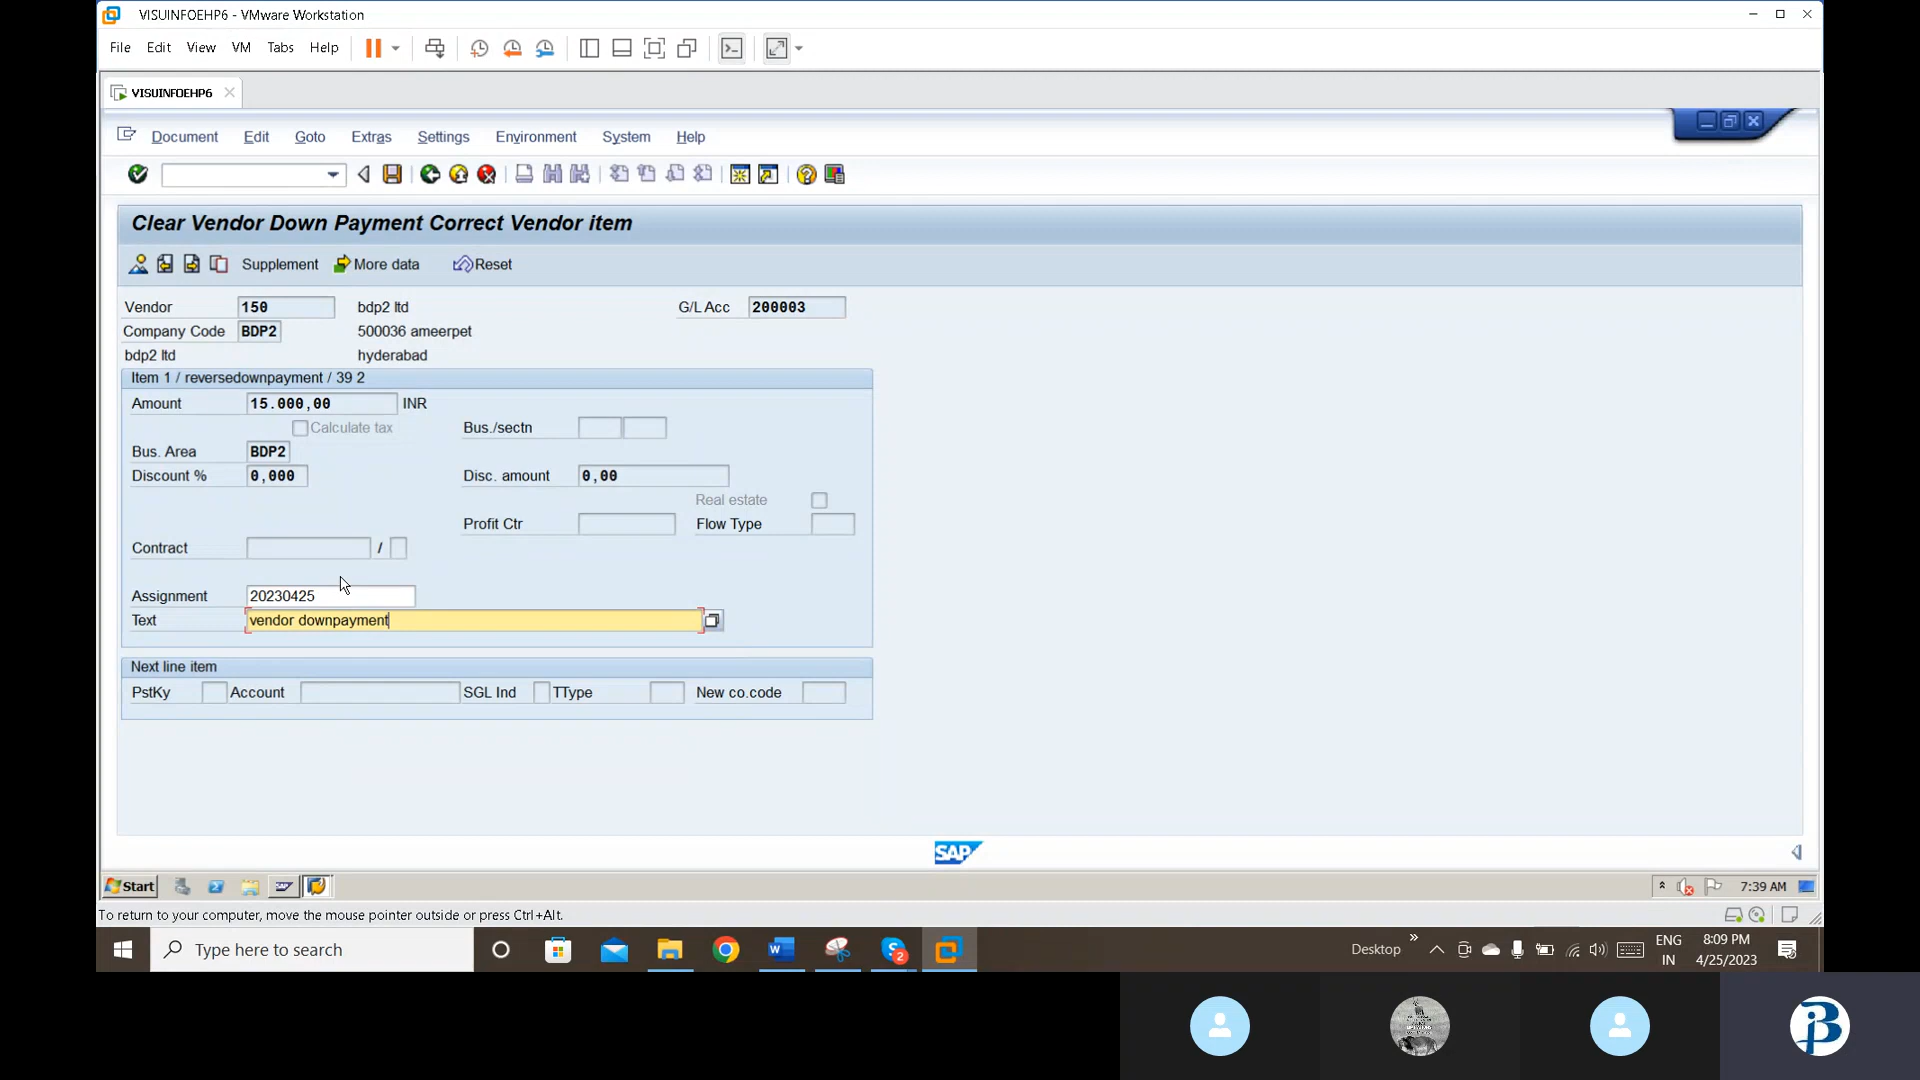 VISUINFOEHP6 - VMware Workstation
File Edit View VM Tabs Help
VISUINFOEHP6
Document Edit Goto Extras Settings Environment System Help
Clear Vendor Down Payment Correct Vendor item
Supplement More data Reset
Vendor 150 bdp2 ltd G/L Acc 200003
Company Code BDP2 500036 ameerpet
bdp2 ltd hyderabad
Item 1 / reversedownpayment / 39 2
Amount 15.000,00 INR
Calculate tax Bus./sectn
Bus. Area BDP2
Discount % 0,000 Disc. amount 0,00
Real estate
Profit Ctr Flow Type
Contract /
Assignment 20230425
Text vendor downpayment
Next line item
PstKy Account SGL Ind TType New co.code
SAP
Start 7:39 AM
To return to your computer, move the mouse pointer outside or press Ctrl+Alt.
Type here to search 2 Desktop » ENG 8:09 PM
IN 4/25/2023